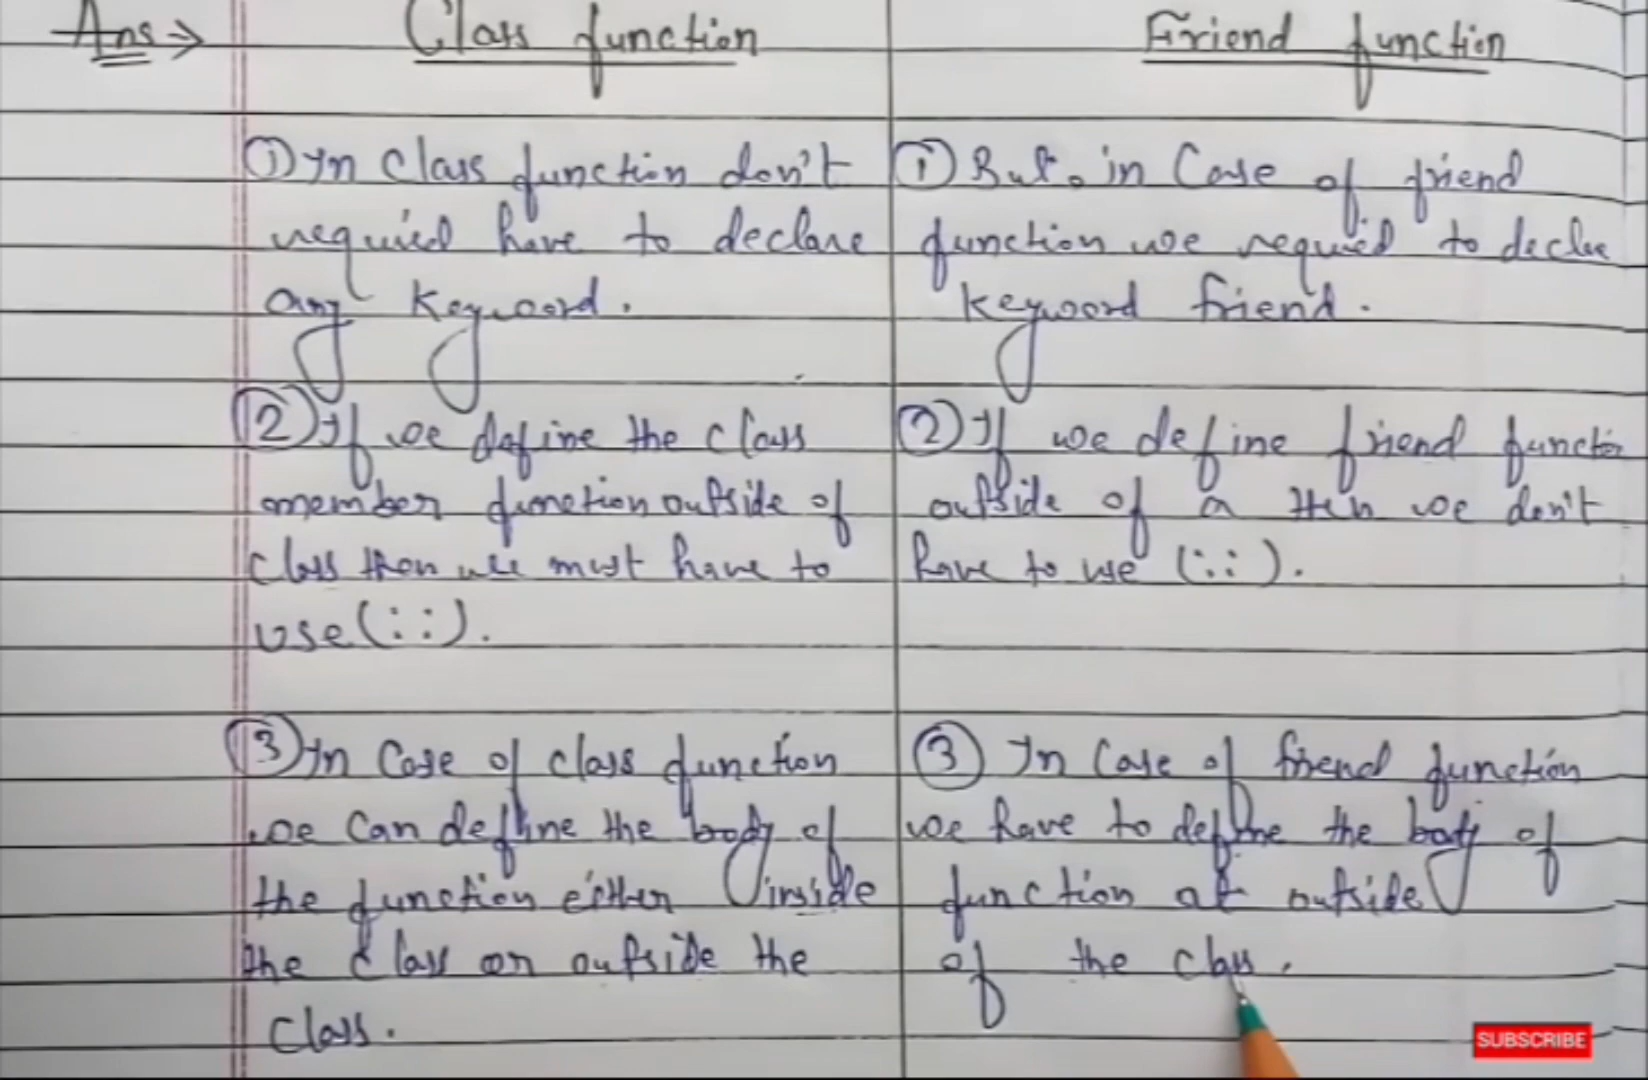 Ans → Class function Friend function
① In Class function don't
requried have to declare
any keyword.
② If we define the class
member function outside of
class then we must have to
use (::).
③ In Case of class function
we can define the body of
the function either inside
the class or outside the
class.
① But, in Case of friend
function we requried to declre
keyword friend.
② If we define friend function
outside of a then we don't
have to use (::).
③ In Case of friend function
we have to define the body of
function at outside
of the class.
SUBSCRIBE